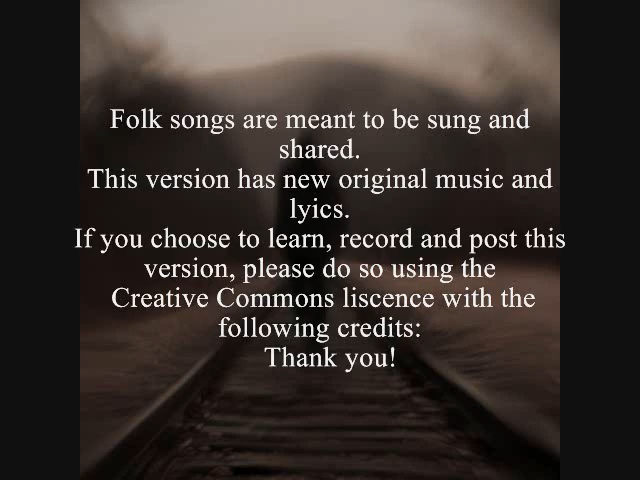 Folk songs are meant to be sung and
shared.
This version has new original music and
lyics.
If you choose to learn, record and post this
version, please do so using the
Creative Commons liscence with the
following credits:
Thank you!